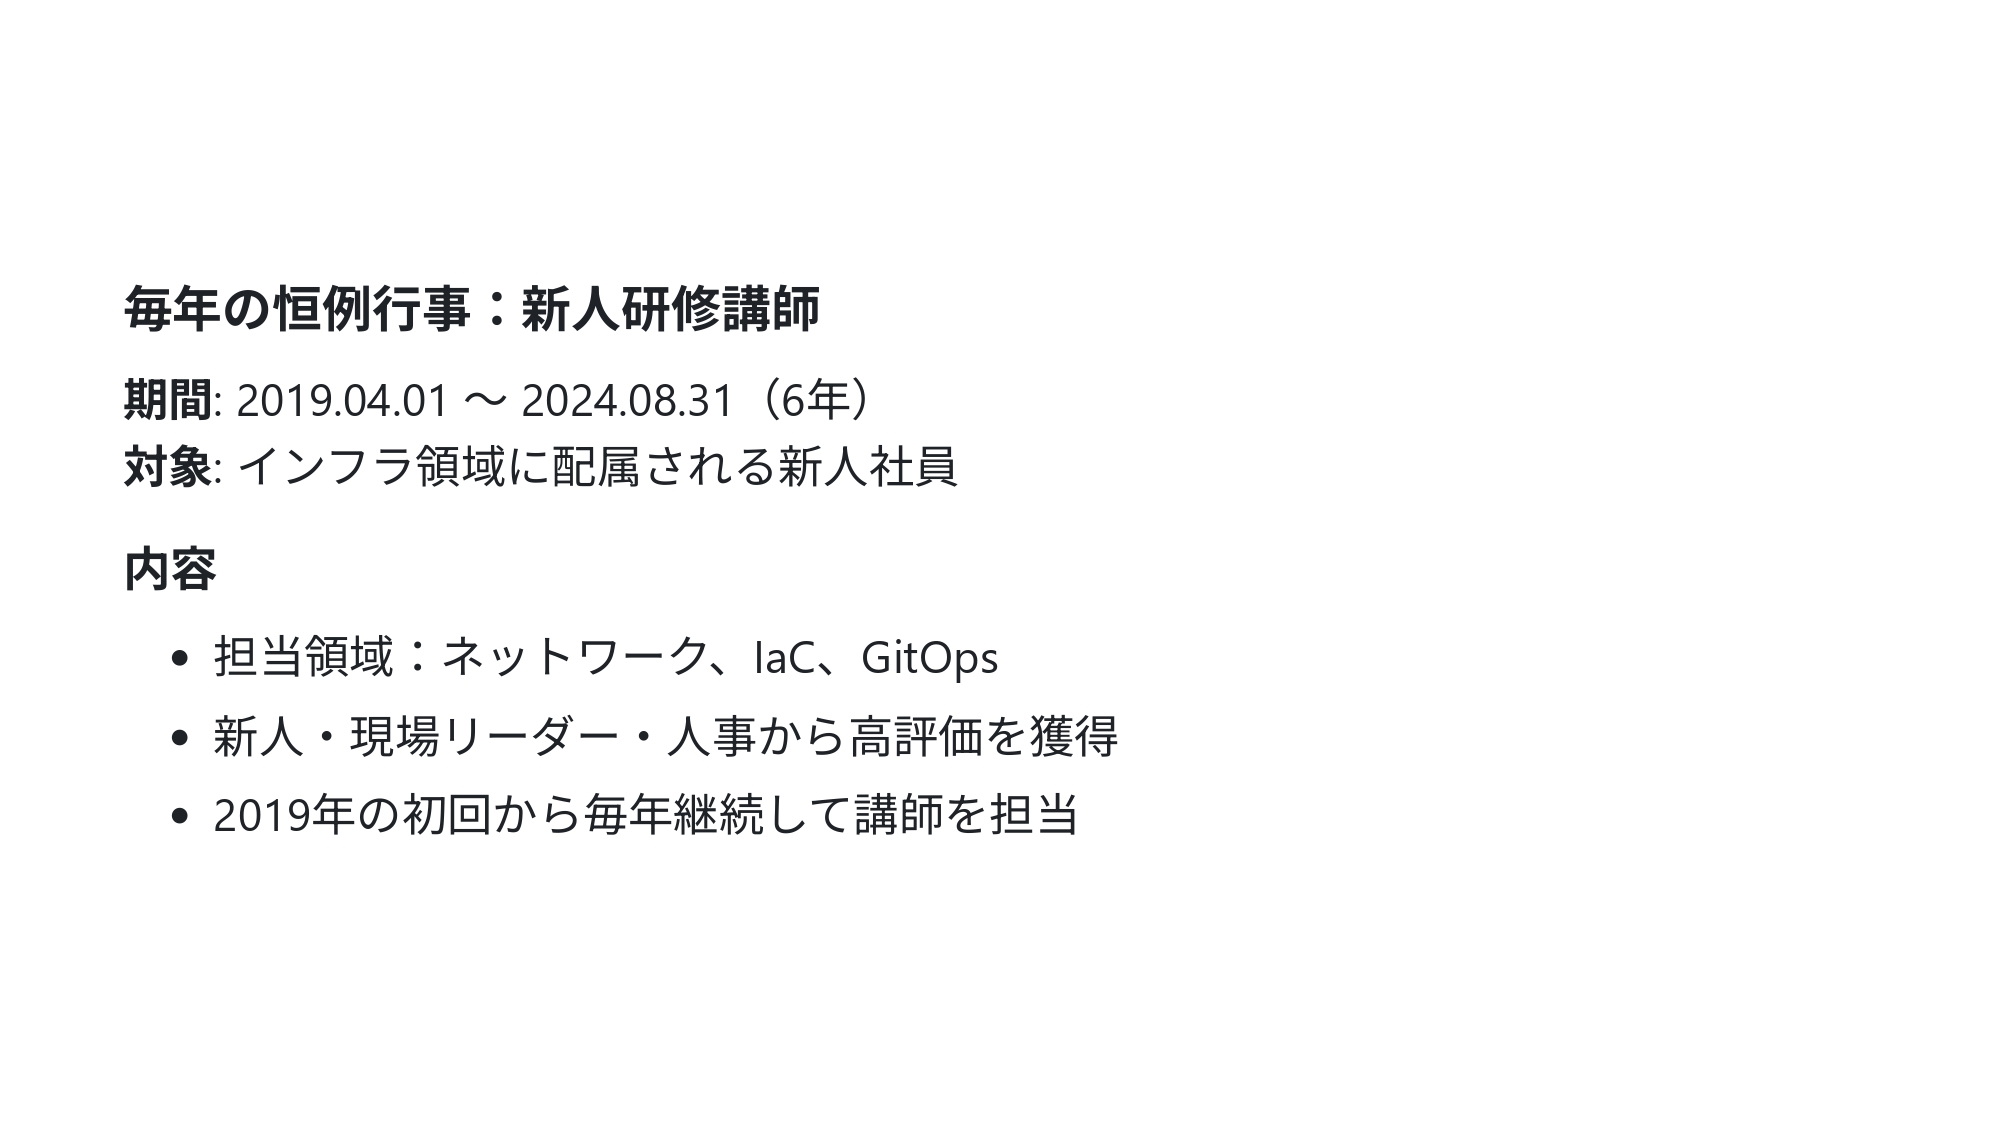 毎年の恒例行事：新人研修講師
期間: 2019.04.01 〜 2024.08.31（6年）
対象: インフラ領域に配属される新人社員
内容
• 担当領域：ネットワーク、IaC、GitOps
• 新人・現場リーダー・人事から高評価を獲得
• 2019年の初回から毎年継続して講師を担当